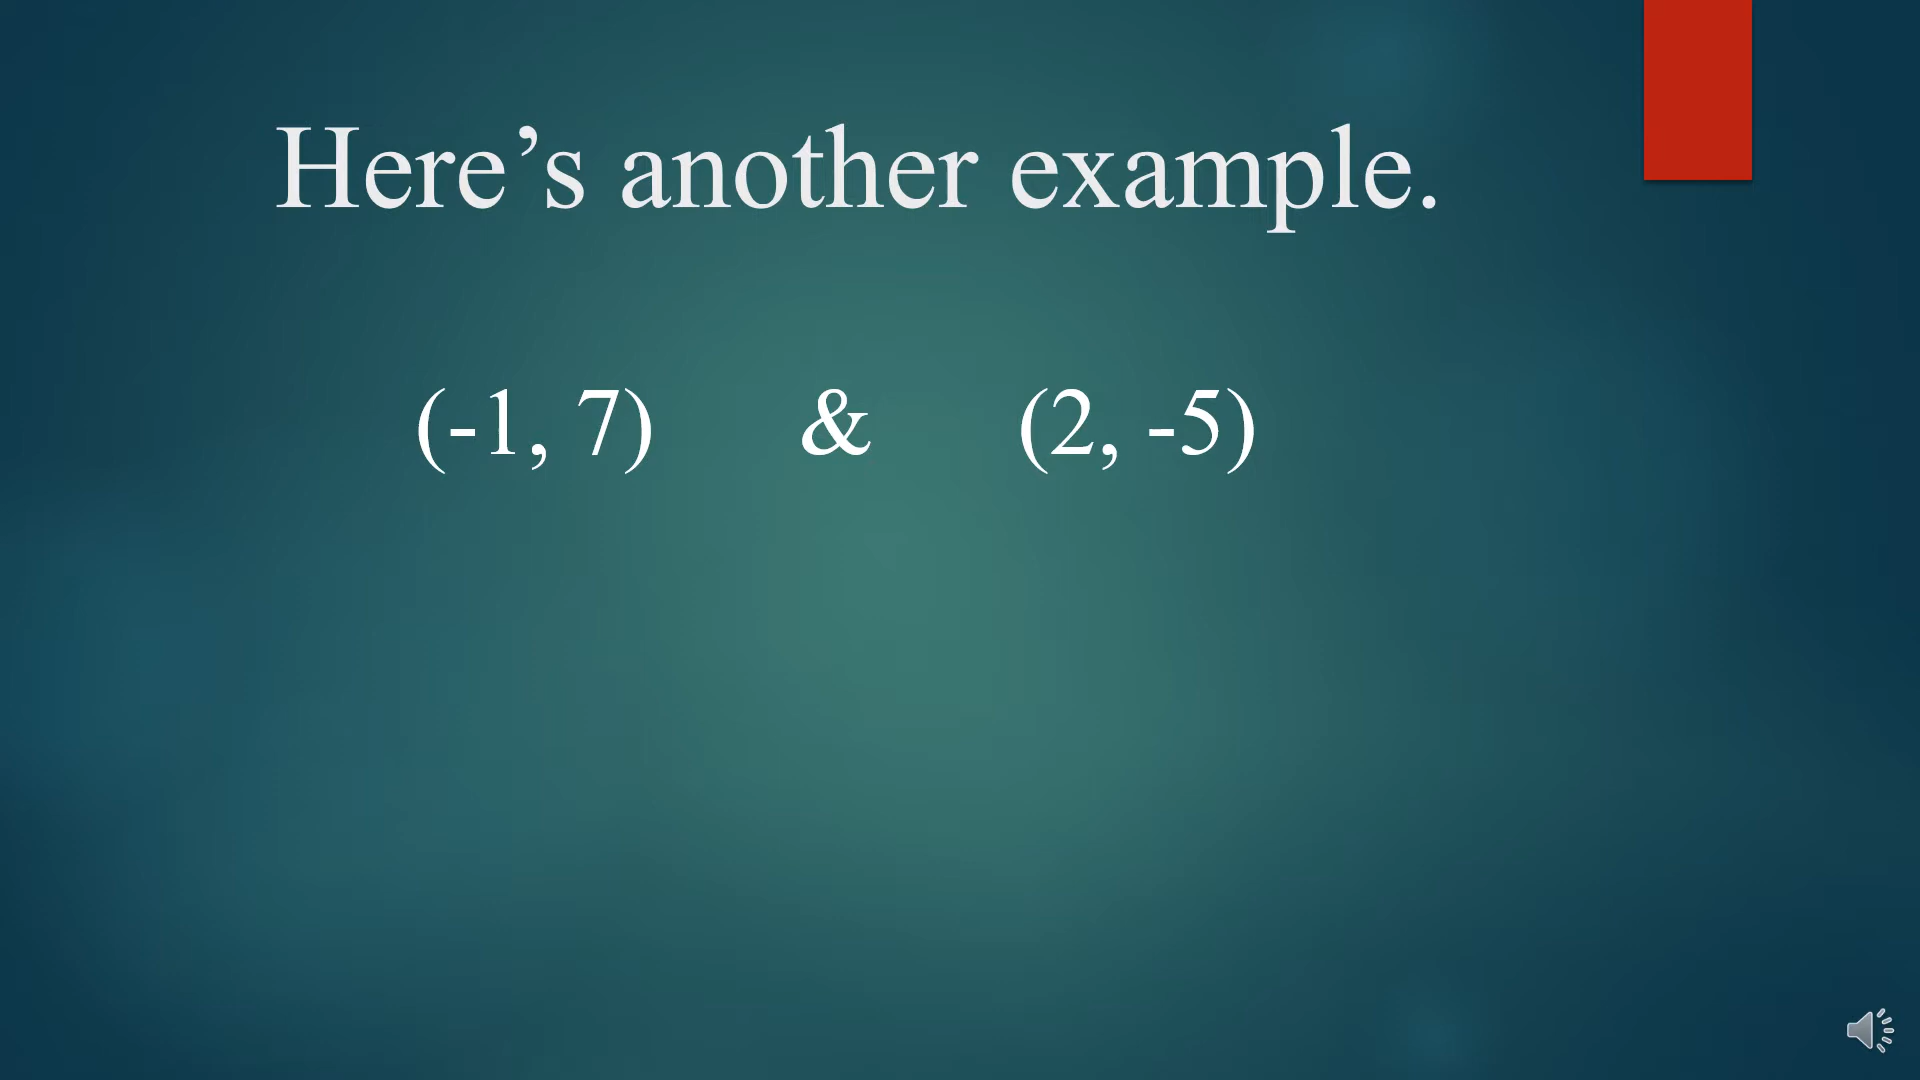 Here’s another example.
(-1, 7) & (2, -5)